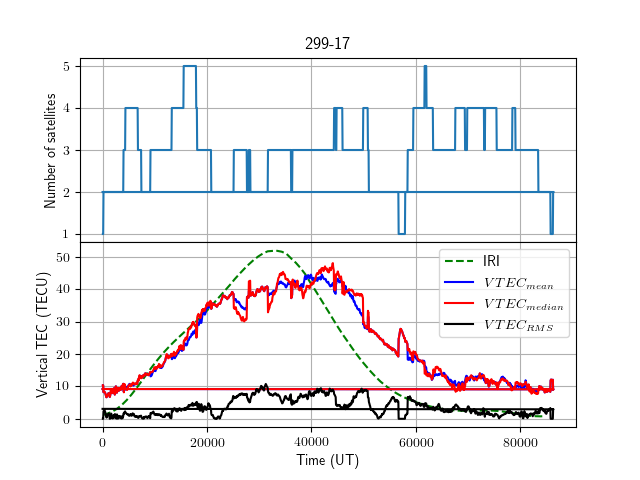 299-17
Number of satellites
5
4
3
2
1
Vertical TEC (TECU)
50
40
30
20
10
0
IRI
VTEC_mean
VTEC_median
VTEC_RMS
0 20000 40000 60000 80000
Time (UT)